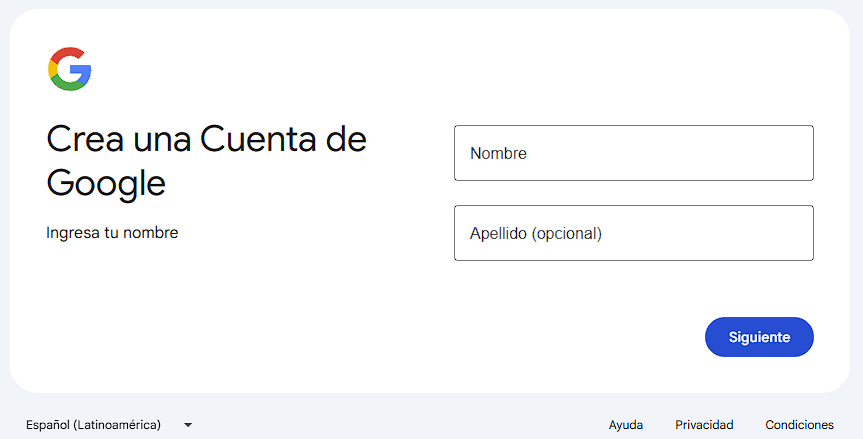 Crea una Cuenta de
Google
Ingresa tu nombre
Nombre
Apellido (opcional)
Siguiente
Español (Latinoamérica)
Ayuda
Privacidad
Condiciones